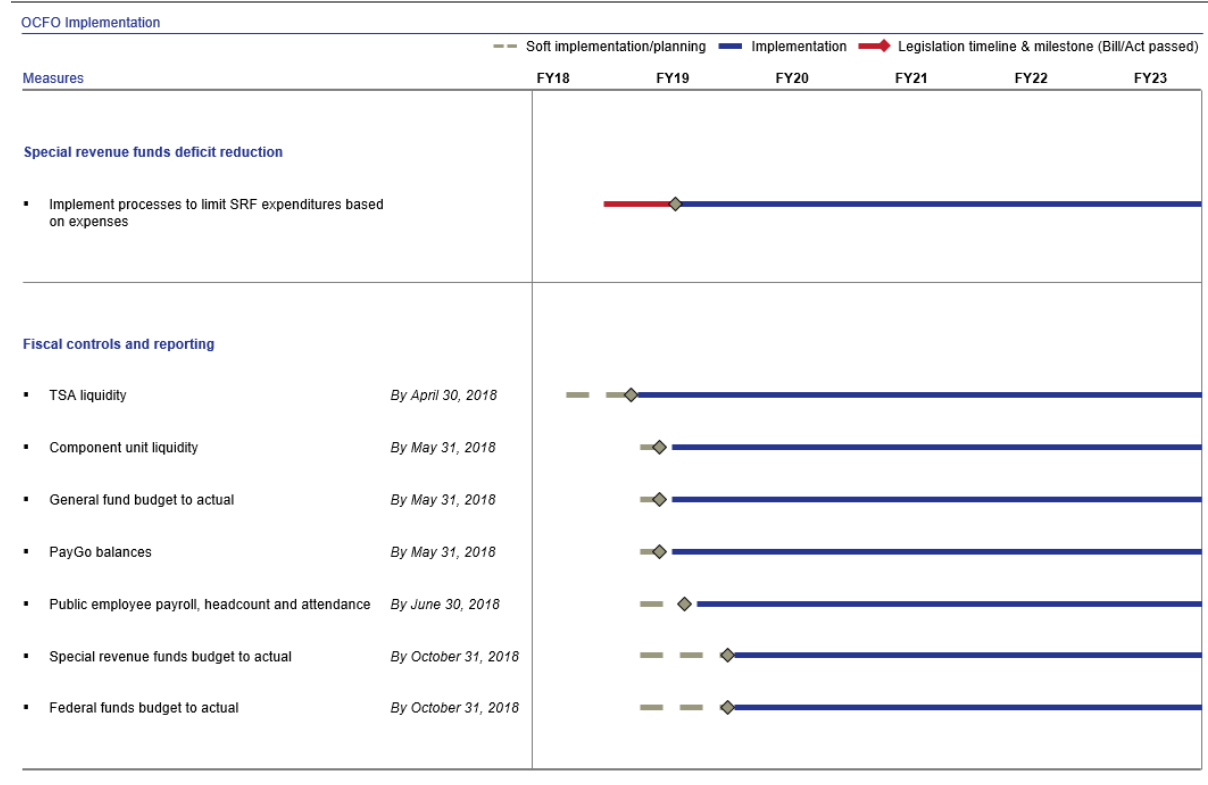 OCFO Implementation
Soft implementation/planning Implementation Legislation timeline & milestone (Bill/Act passed)
Measures FY18 FY19 FY20 FY21 FY22 FY23
Special revenue funds deficit reduction
▪ Implement processes to limit SRF expenditures based
on expenses
Fiscal controls and reporting
▪ TSA liquidity By April 30, 2018
▪ Component unit liquidity By May 31, 2018
▪ General fund budget to actual By May 31, 2018
▪ PayGo balances By May 31, 2018
▪ Public employee payroll, headcount and attendance By June 30, 2018
▪ Special revenue funds budget to actual By October 31, 2018
▪ Federal funds budget to actual By October 31, 2018